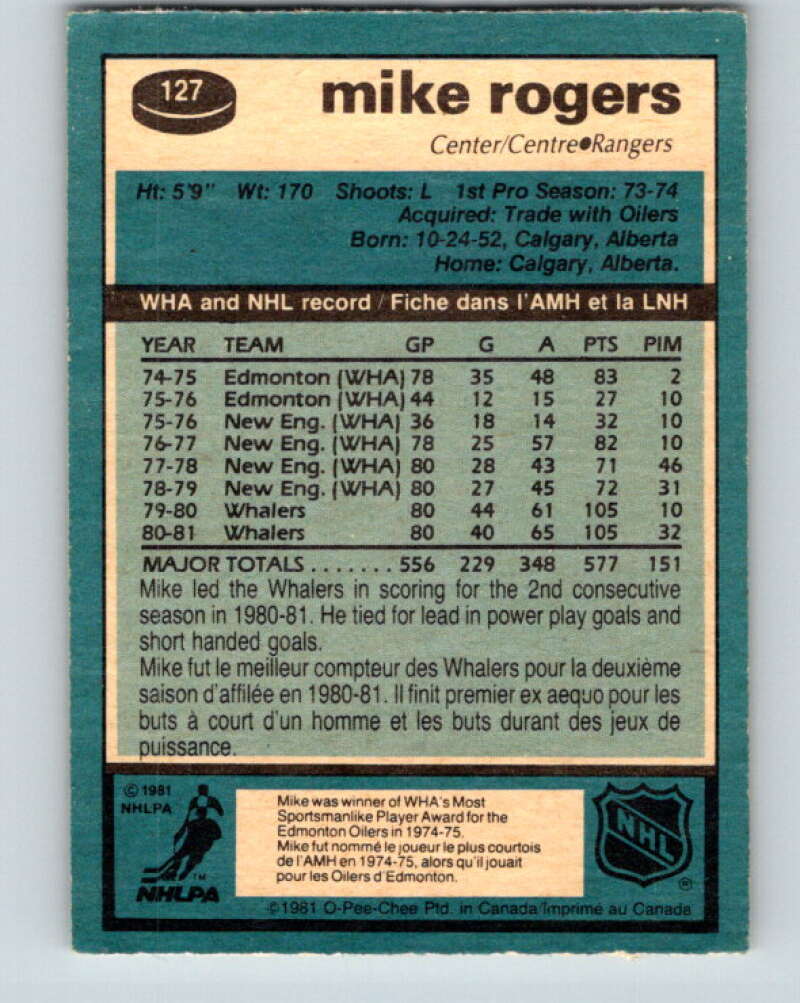 127
mike rogers
Center/Centre●Rangers
Ht: 5'9" Wt: 170 Shoots: L 1st Pro Season: 73-74
Acquired: Trade with Oilers
Born: 10-24-52, Calgary, Alberta
Home: Calgary, Alberta.
WHA and NHL record / Fiche dans l'AMH et la LNH
YEAR TEAM GP G A PTS PIM
74-75 Edmonton (WHA) 78 35 48 83 2
75-76 Edmonton (WHA) 44 12 15 27 10
75-76 New Eng. (WHA) 36 18 14 32 10
76-77 New Eng. (WHA) 78 25 57 82 10
77-78 New Eng. (WHA) 80 28 43 71 46
78-79 New Eng. (WHA) 80 27 45 72 31
79-80 Whalers 80 44 61 105 10
80-81 Whalers 80 40 65 105 32
MAJOR TOTALS . . . . . . . 556 229 348 577 151
Mike led the Whalers in scoring for the 2nd consecutive
season in 1980-81. He tied for lead in power play goals and
short handed goals.
Mike fut le meilleur compteur des Whalers pour la deuxième
saison d'affilée en 1980-81. Il finit premier ex aequo pour les
buts à court d'un homme et les buts durant des jeux de
puissance.
© 1981
NHLPA
TM
NHLPA
Mike was winner of WHA's Most
Sportsmanlike Player Award for the
Edmonton Oilers in 1974-75.
Mike fut nommé le joueur le plus courtois
de l'AMH en 1974-75, alors qu'il jouait
pour les Oilers d'Edmonton.
NHL
®
©1981 O-Pee-Chee Ptd. in Canada/Imprimé au Canada